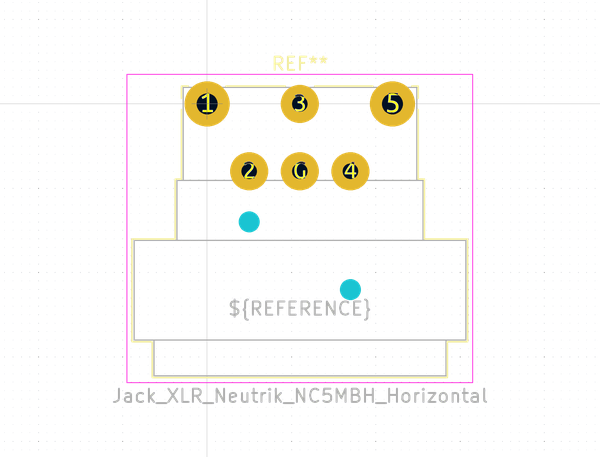 REF**
1 3 5
2 G 4
${REFERENCE}
Jack_XLR_Neutrik_NC5MBH_Horizontal